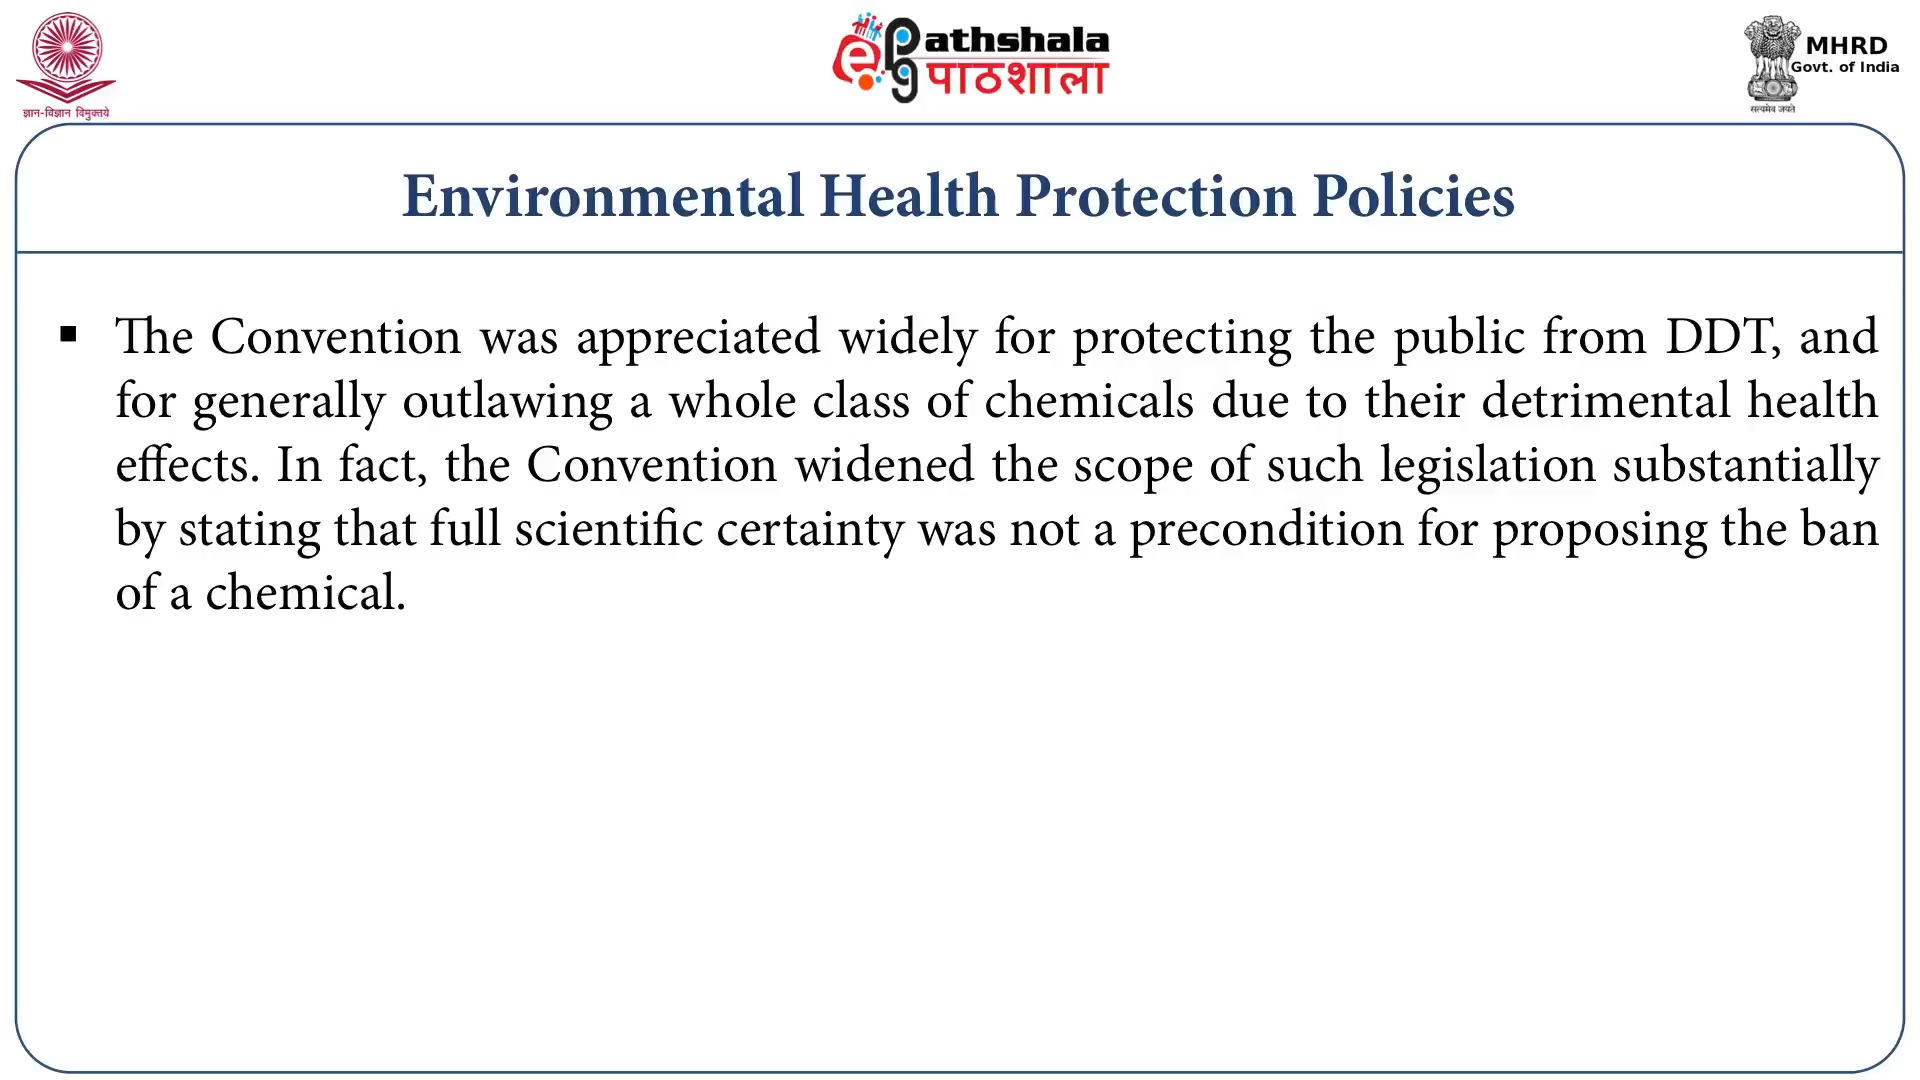 ज्ञान-विज्ञान विमुक्तये
ePathshala
पाठशाला
MHRD
Govt. of India
सत्यमेव जयते
Environmental Health Protection Policies
▪ The Convention was appreciated widely for protecting the public from DDT, and
for generally outlawing a whole class of chemicals due to their detrimental health
effects. In fact, the Convention widened the scope of such legislation substantially
by stating that full scientific certainty was not a precondition for proposing the ban
of a chemical.